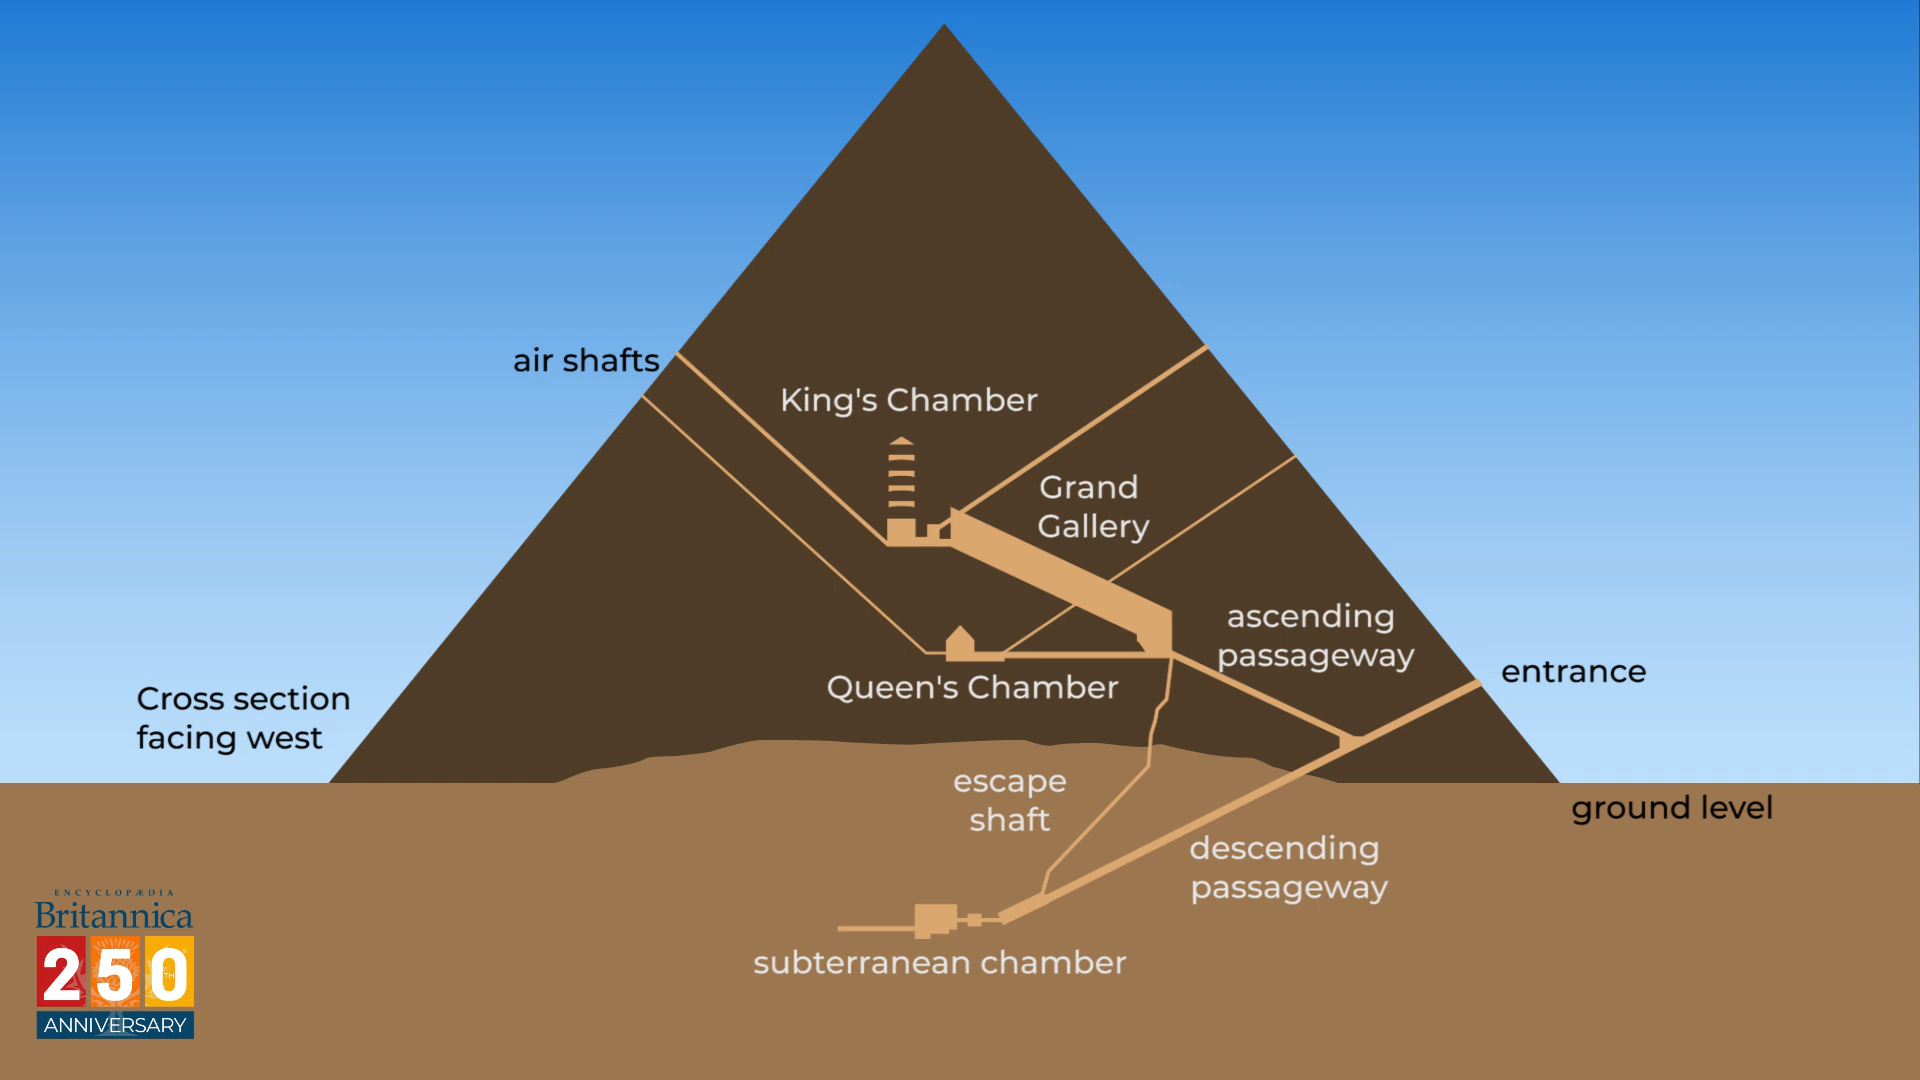 air shafts
King's Chamber
Grand
Gallery
ascending
passageway
entrance
Queen's Chamber
Cross section
facing west
escape
shaft
ground level
descending
passageway
subterranean chamber
ENCYCLOPÆDIA
Britannica
250TH
ANNIVERSARY